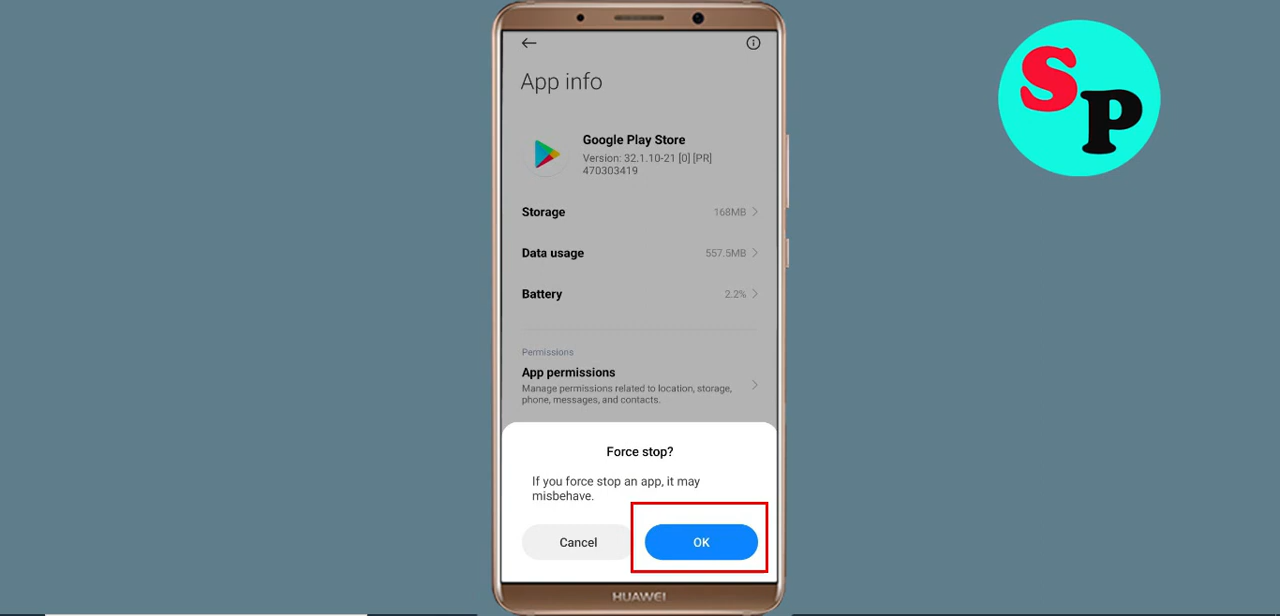 App info
Google Play Store
Version: 32.1.10-21 [0] [PR]
470303419
Storage 168MB
Data usage 557.5MB
Battery 2.2%
Permissions
App permissions
Manage permissions related to location, storage,
phone, messages, and contacts.
Force stop?
If you force stop an app, it may
misbehave.
Cancel OK
HUAWEI
SP